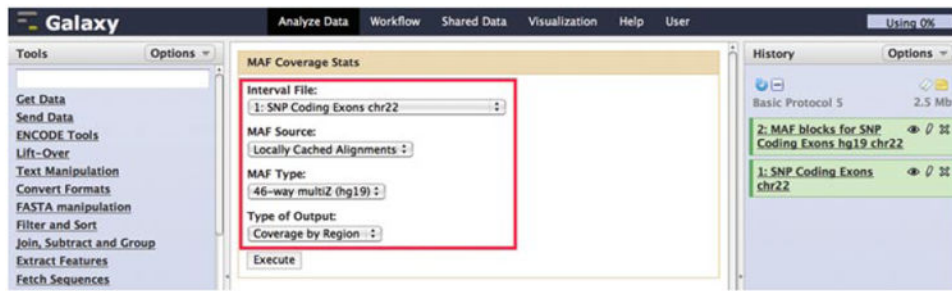 Galaxy
Analyze Data Workflow Shared Data Visualization Help User
Using 0%
Tools
Options
Get Data
Send Data
ENCODE Tools
Lift-Over
Text Manipulation
Convert Formats
FASTA manipulation
Filter and Sort
Join, Subtract and Group
Extract Features
Fetch Sequences
MAF Coverage Stats
Interval File:
1: SNP Coding Exons chr22
MAF Source:
Locally Cached Alignments
MAF Type:
46-way multiZ (hg19)
Type of Output:
Coverage by Region
Execute
History
Options
Basic Protocol 5 2.5 Mb
2: MAF blocks for SNP
Coding Exons hg19 chr22
1: SNP Coding Exons
chr22